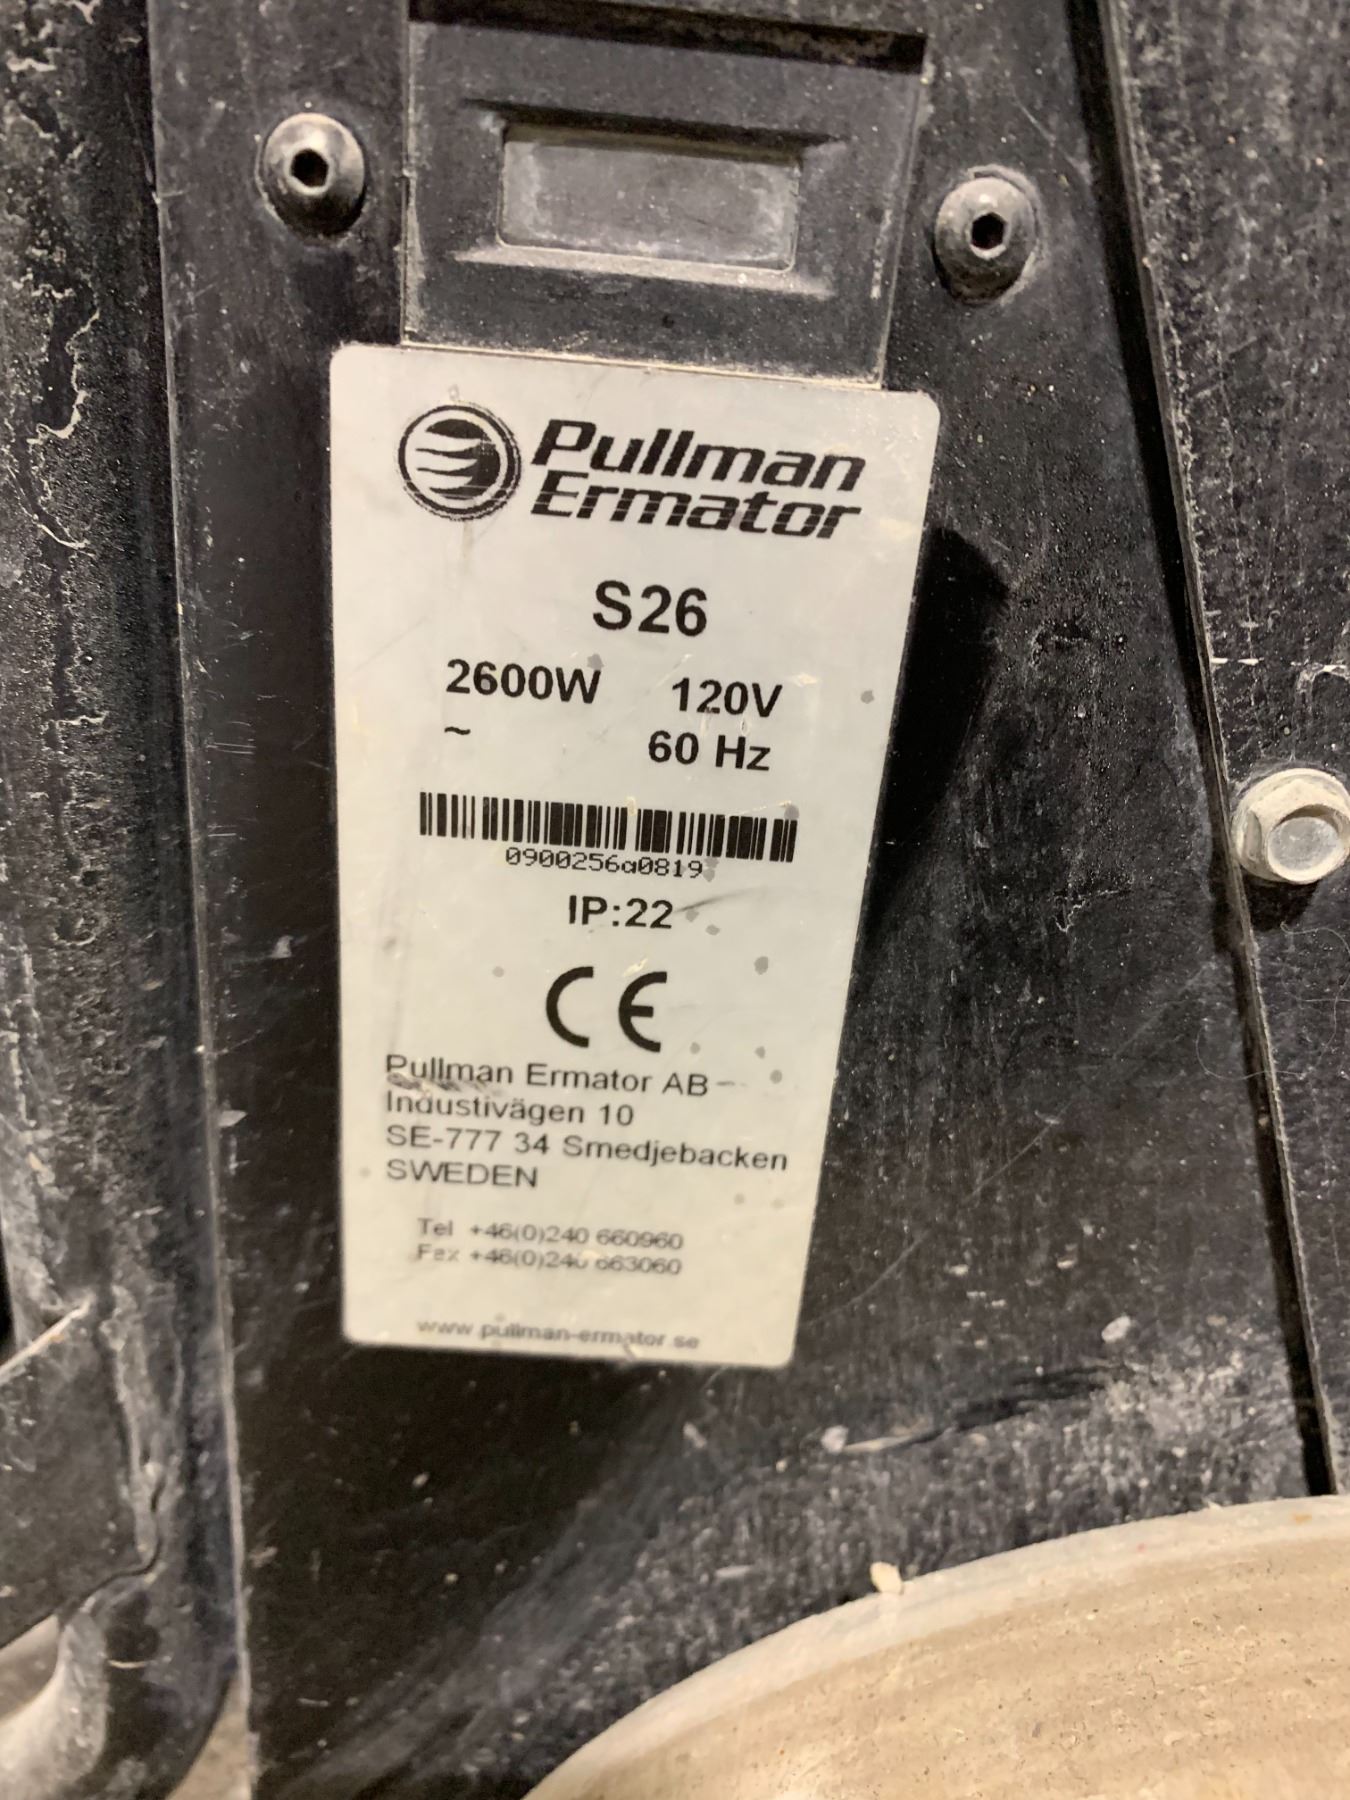 Pullman
Ermator
S26
2600W 120V
~ 60 Hz
0900256a0819
IP:22
CE
Pullman Ermator AB
Industivägen 10
SE-777 34 Smedjebacken
SWEDEN
Tel +46(0)240 660960
Fax +46(0)240 663060
www.pullman-ermator.se